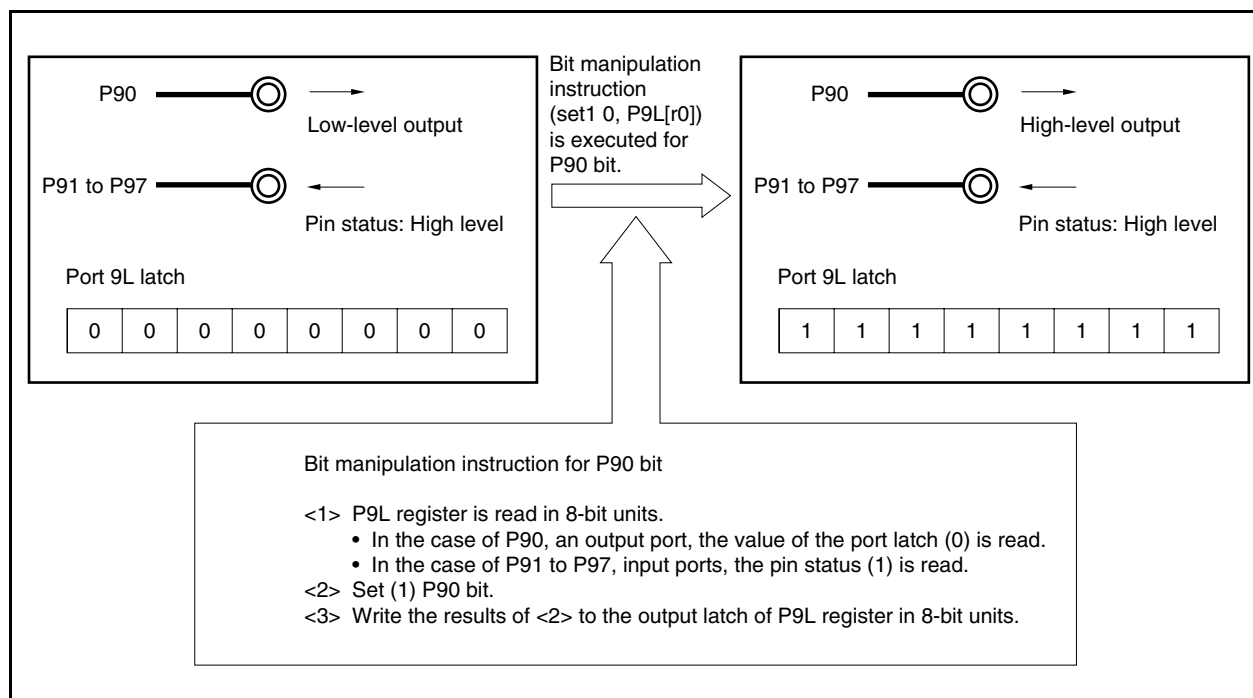 P90
Low-level output
P91 to P97
Pin status: High level
Port 9L latch
0 0 0 0 0 0 0 0
Bit manipulation
instruction
(set1 0, P9L[r0])
is executed for
P90 bit.
P90
High-level output
P91 to P97
Pin status: High level
Port 9L latch
1 1 1 1 1 1 1 1
Bit manipulation instruction for P90 bit
<1> P9L register is read in 8-bit units.
• In the case of P90, an output port, the value of the port latch (0) is read.
• In the case of P91 to P97, input ports, the pin status (1) is read.
<2> Set (1) P90 bit.
<3> Write the results of <2> to the output latch of P9L register in 8-bit units.